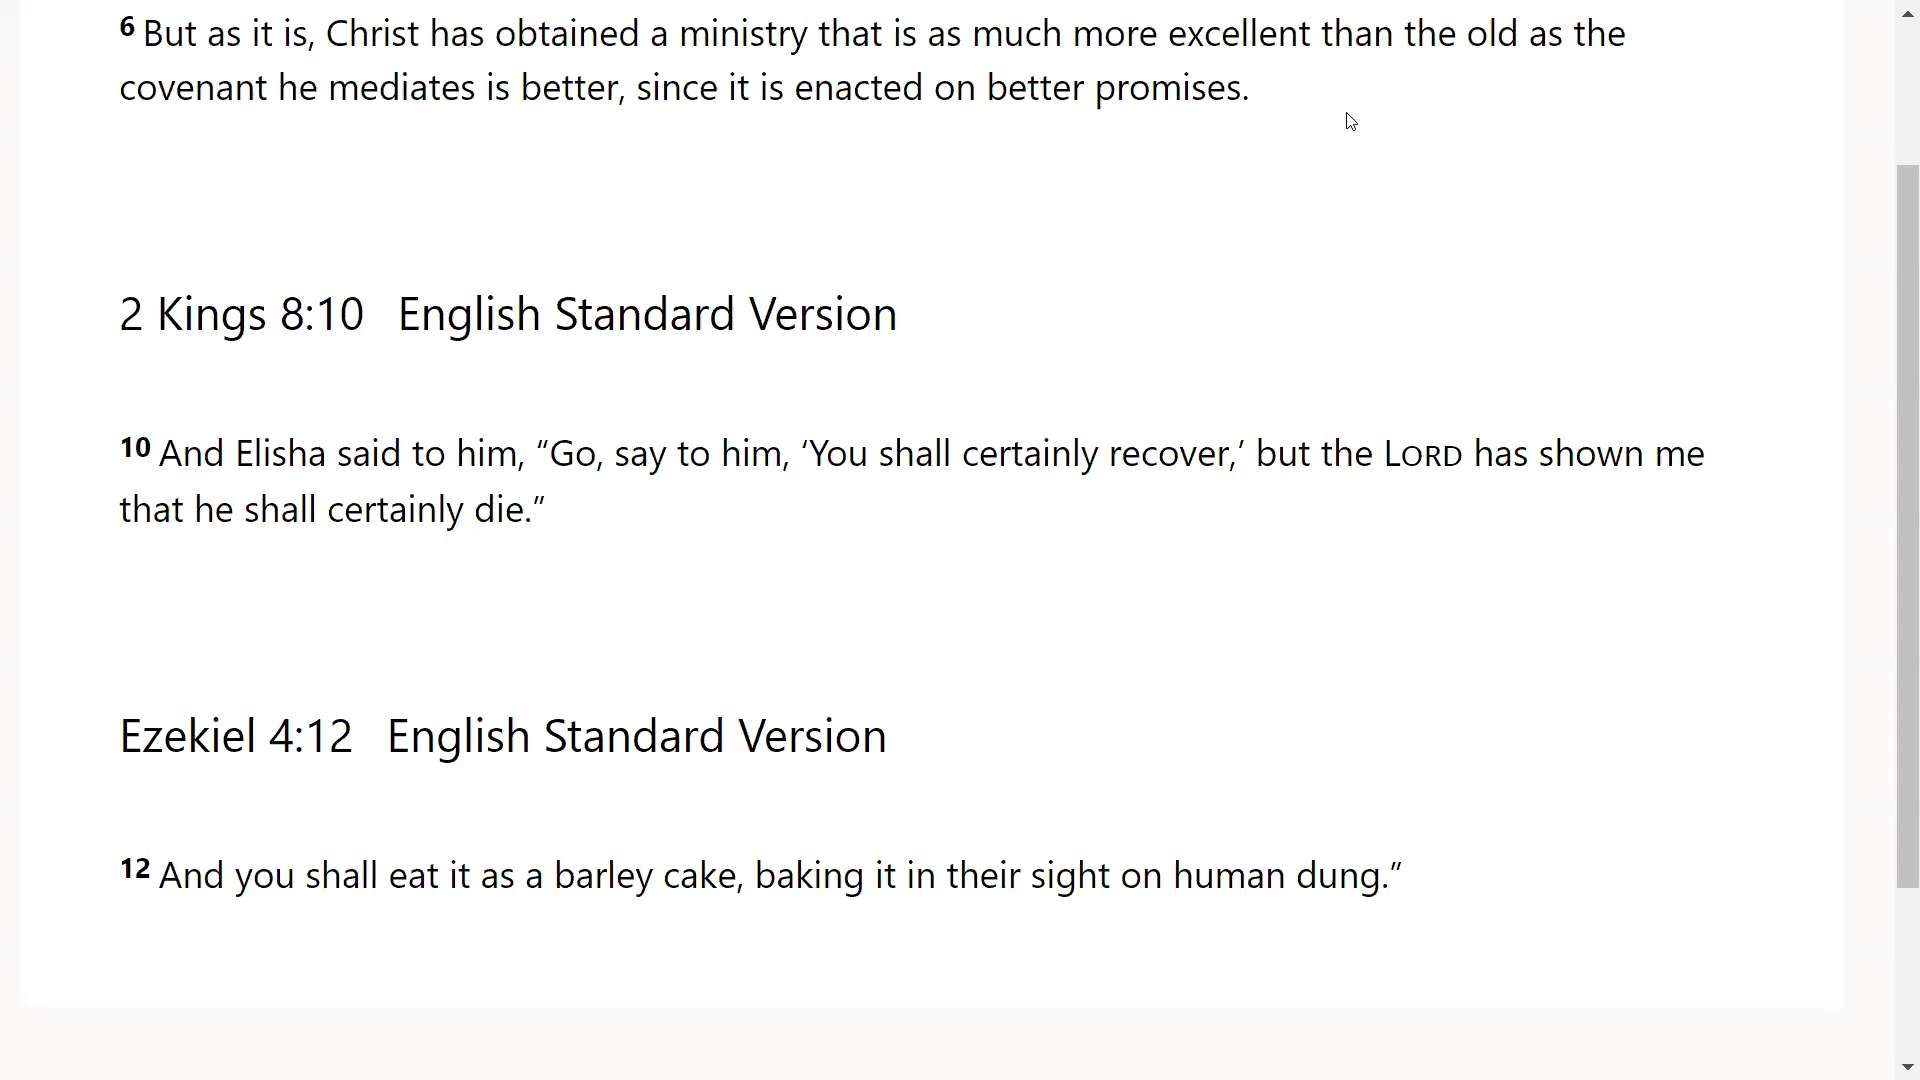 6 But as it is, Christ has obtained a ministry that is as much more excellent than the old as the
covenant he mediates is better, since it is enacted on better promises.
2 Kings 8:10 English Standard Version
10 And Elisha said to him, “Go, say to him, ‘You shall certainly recover,’ but the LORD has shown me
that he shall certainly die.”
Ezekiel 4:12 English Standard Version
12 And you shall eat it as a barley cake, baking it in their sight on human dung.”